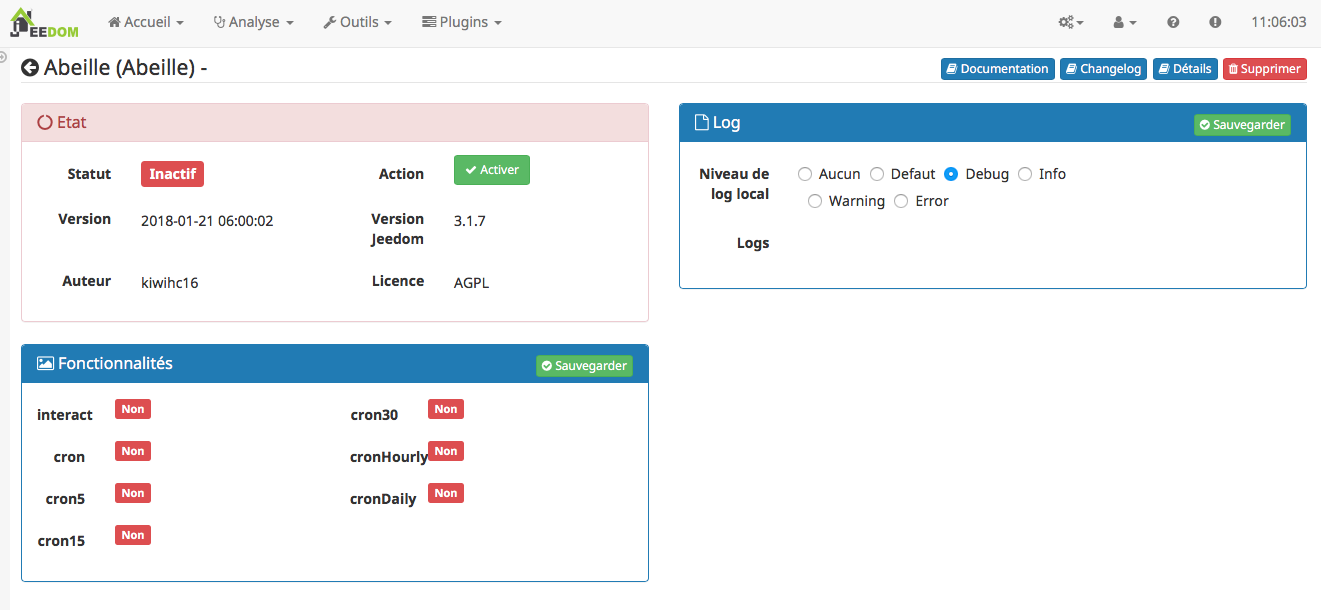 JEEDOM Accueil Analyse Outils Plugins 11:06:03
Abeille (Abeille) - Documentation Changelog Détails Supprimer
Etat
Statut Inactif Action Activer
Version 2018-01-21 06:00:02 Version Jeedom 3.1.7
Auteur kiwihc16 Licence AGPL
Log Sauvegarder
Niveau de log local Aucun Defaut Debug Info
Warning Error
Logs
Fonctionnalités Sauvegarder
interact Non cron30 Non
cron Non cronHourly Non
cron5 Non cronDaily Non
cron15 Non